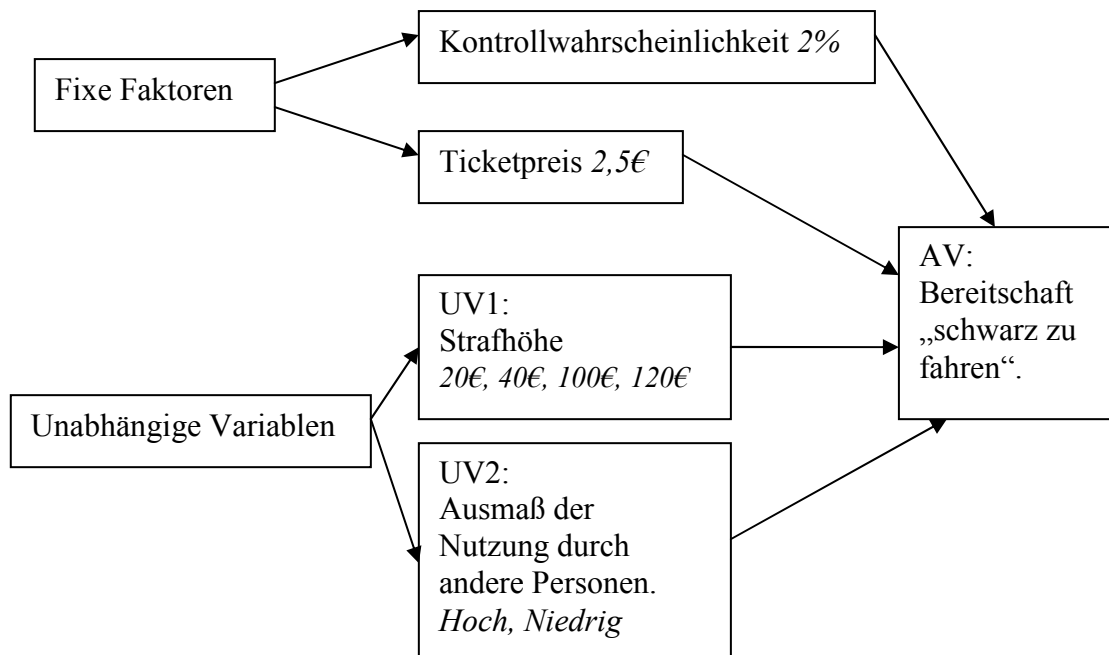 Kontrollwahrscheinlichkeit 2%
Fixe Faktoren
Ticketpreis 2,5€
AV:
Bereitschaft
„schwarz zu
fahren“.
UV1:
Strafhöhe
20€, 40€, 100€, 120€
Unabhängige Variablen
UV2:
Ausmaß der
Nutzung durch
andere Personen.
Hoch, Niedrig